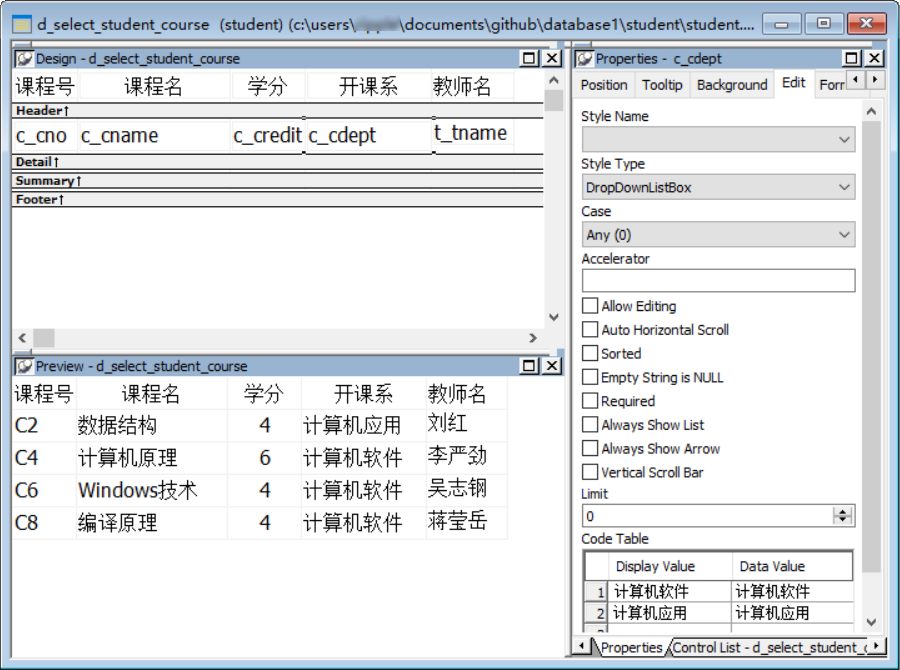 d_select_student_course (student) (c:\users\ \documents\github\database1\student\student....
Design - d_select_student_course
课程号 课程名 学分 开课系 教师名
Header↑
c_cno c_cname c_credit c_cdept t_tname
Detail↑
Summary↑
Footer↑
Preview - d_select_student_course
课程号 课程名 学分 开课系 教师名
C2 数据结构 4 计算机应用 刘红
C4 计算机原理 6 计算机软件 李严劲
C6 Windows技术 4 计算机软件 吴志钢
C8 编译原理 4 计算机软件 蒋莹岳
Properties - c_cdept
Position Tooltip Background Edit Forr
Style Name
Style Type
DropDownListBox
Case
Any (0)
Accelerator
Allow Editing
Auto Horizontal Scroll
Sorted
Empty String is NULL
Required
Always Show List
Always Show Arrow
Vertical Scroll Bar
Limit
0
Code Table
Display Value Data Value
1 计算机软件 计算机软件
2 计算机应用 计算机应用
Properties Control List - d_select_student_c